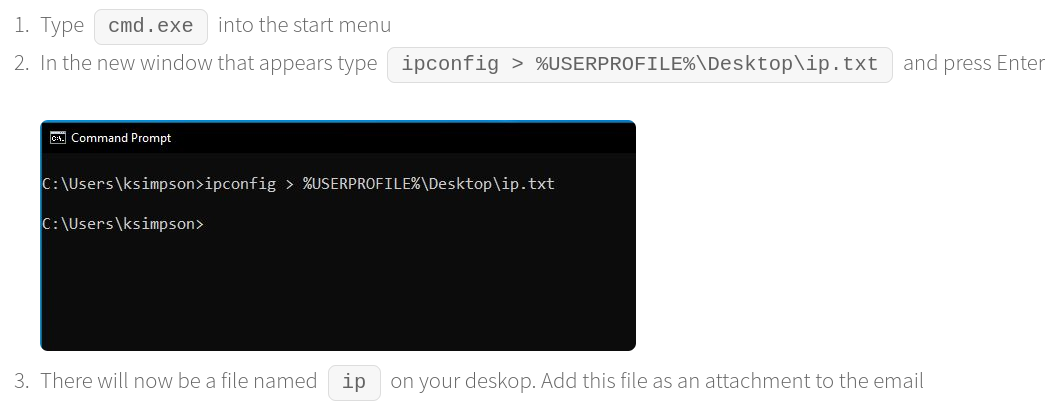 1. Type cmd.exe into the start menu
2. In the new window that appears type ipconfig > %USERPROFILE%\Desktop\ip.txt and press Enter
Command Prompt
C:\Users\ksimpson>ipconfig > %USERPROFILE%\Desktop\ip.txt
C:\Users\ksimpson>
3. There will now be a file named ip on your deskop. Add this file as an attachment to the email